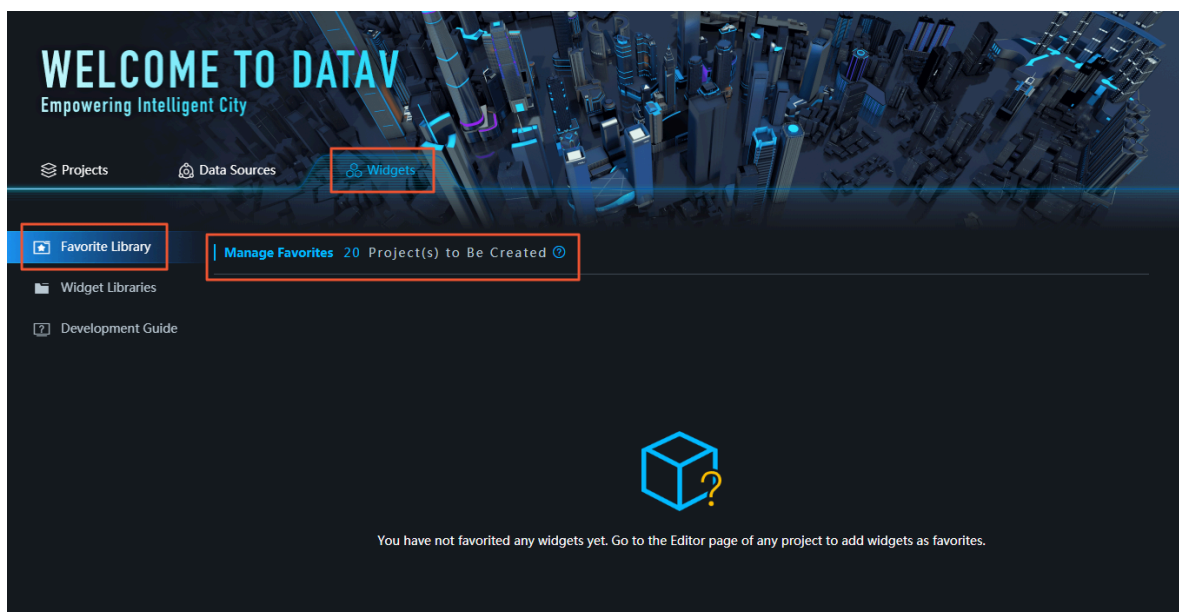 WELCOME TO DATAV
Empowering Intelligent City
Projects Data Sources Widgets
Favorite Library
Manage Favorites 20 Project(s) to Be Created ?
Widget Libraries
? Development Guide
?
You have not favorited any widgets yet. Go to the Editor page of any project to add widgets as favorites.